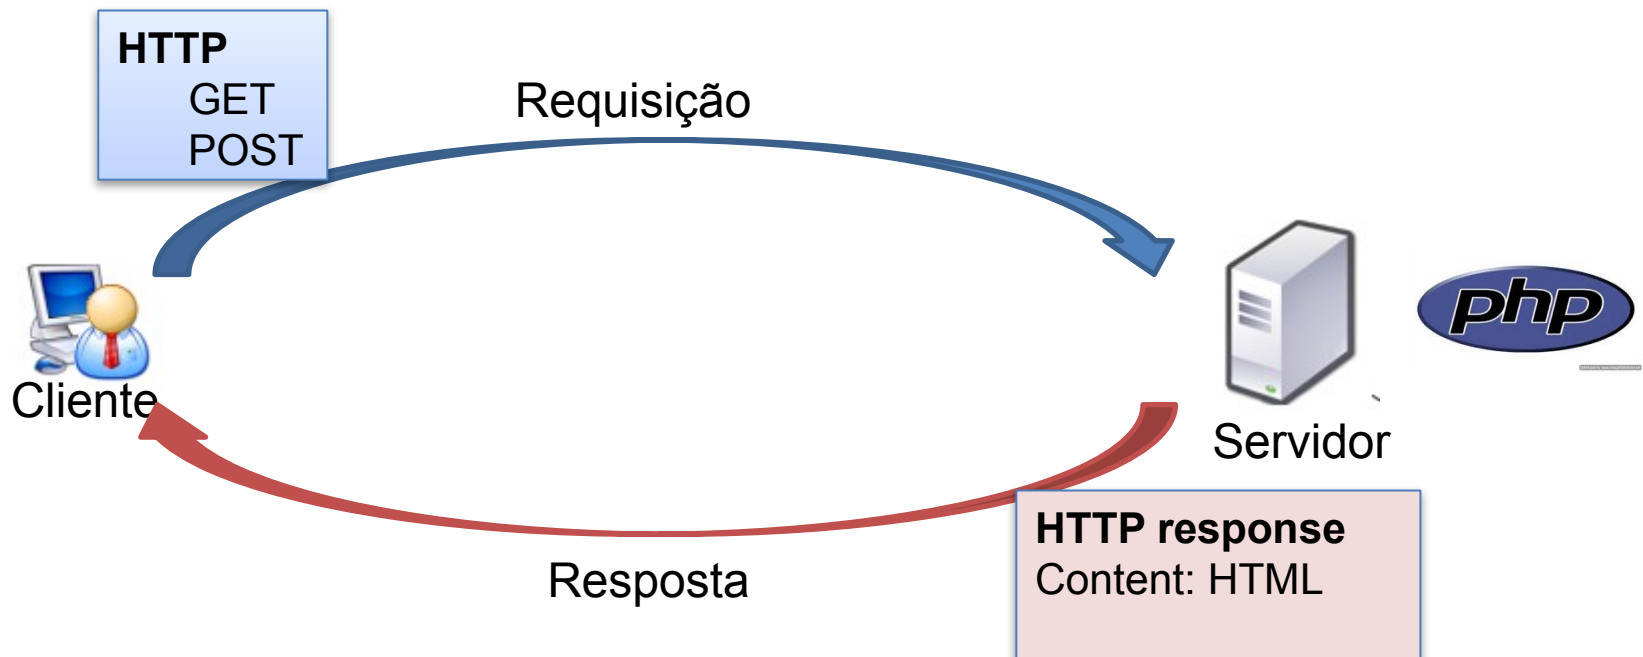 HTTP
GET
POST
Requisição
Cliente
php
Servidor
HTTP response
Content: HTML
Resposta